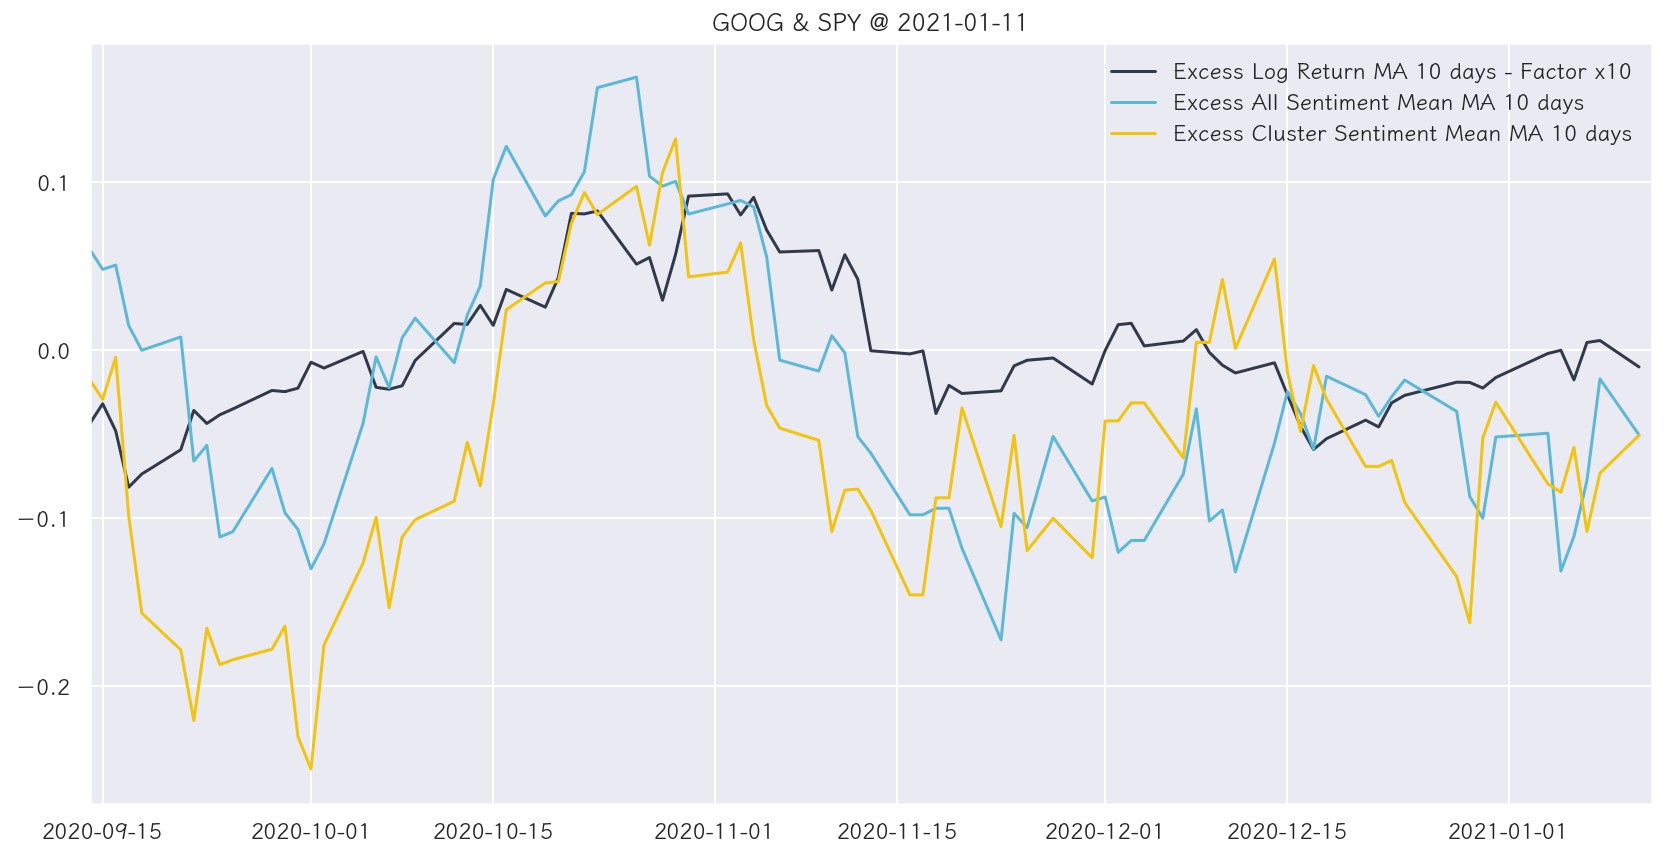 GOOG & SPY @ 2021-01-11
Excess Log Return MA 10 days - Factor x10
Excess All Sentiment Mean MA 10 days
Excess Cluster Sentiment Mean MA 10 days
0.1
0.0
−0.1
−0.2
2020-09-15 2020-10-01 2020-10-15 2020-11-01 2020-11-15 2020-12-01 2020-12-15 2021-01-01